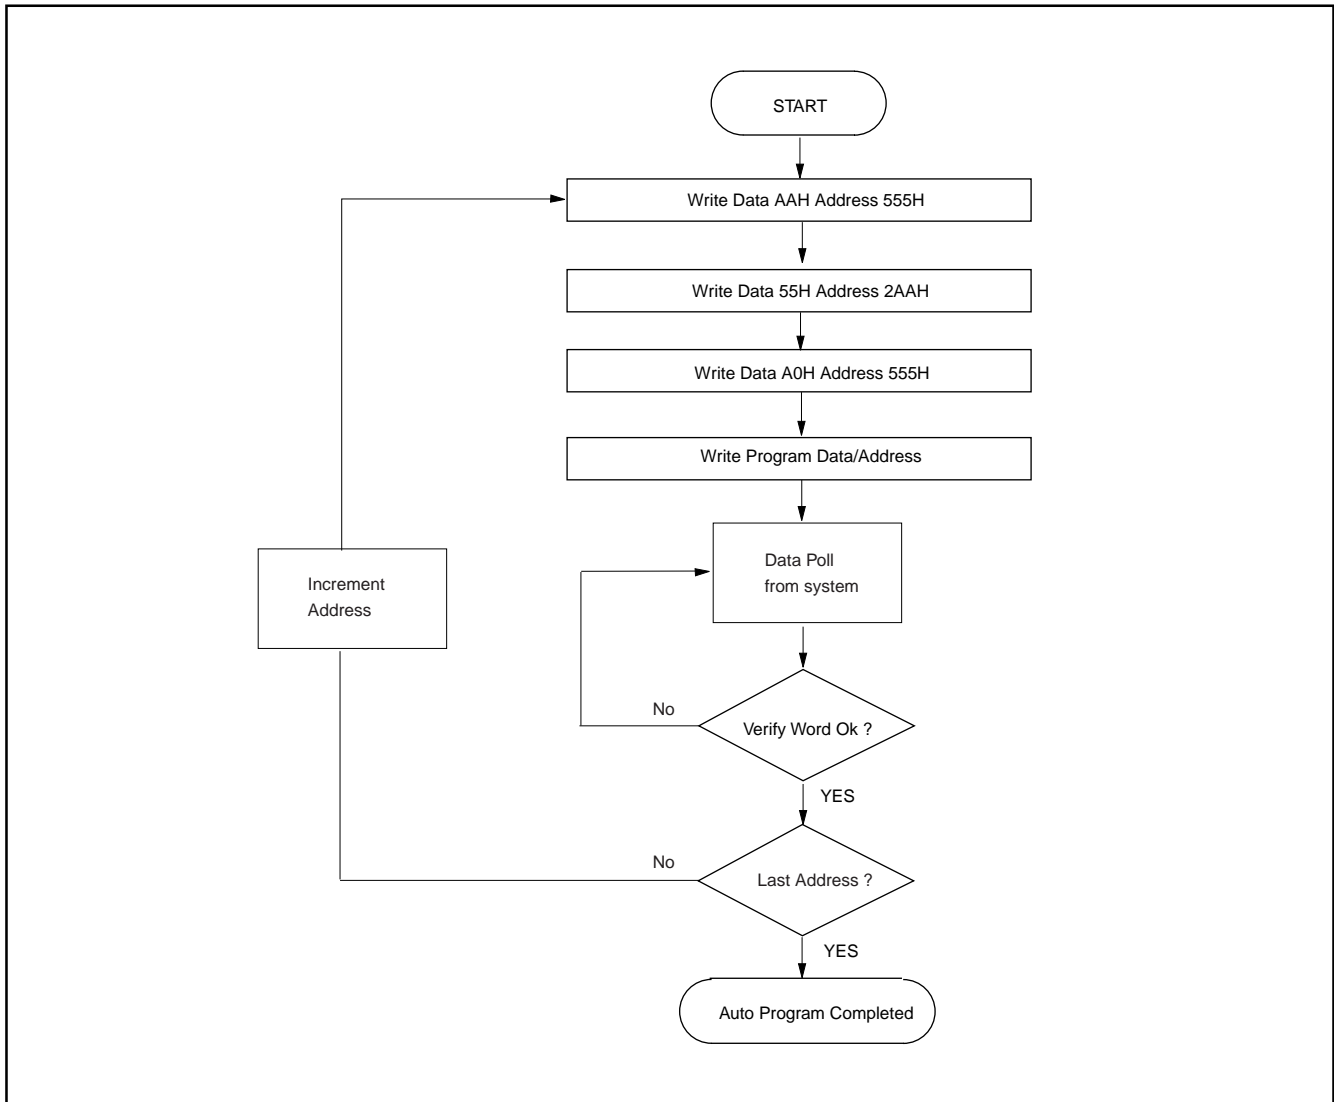 START
Write Data AAH Address 555H
Write Data 55H Address 2AAH
Write Data A0H Address 555H
Write Program Data/Address
Data Poll
from system
Increment
Address
No
Verify Word Ok ?
YES
No
Last Address ?
YES
Auto Program Completed